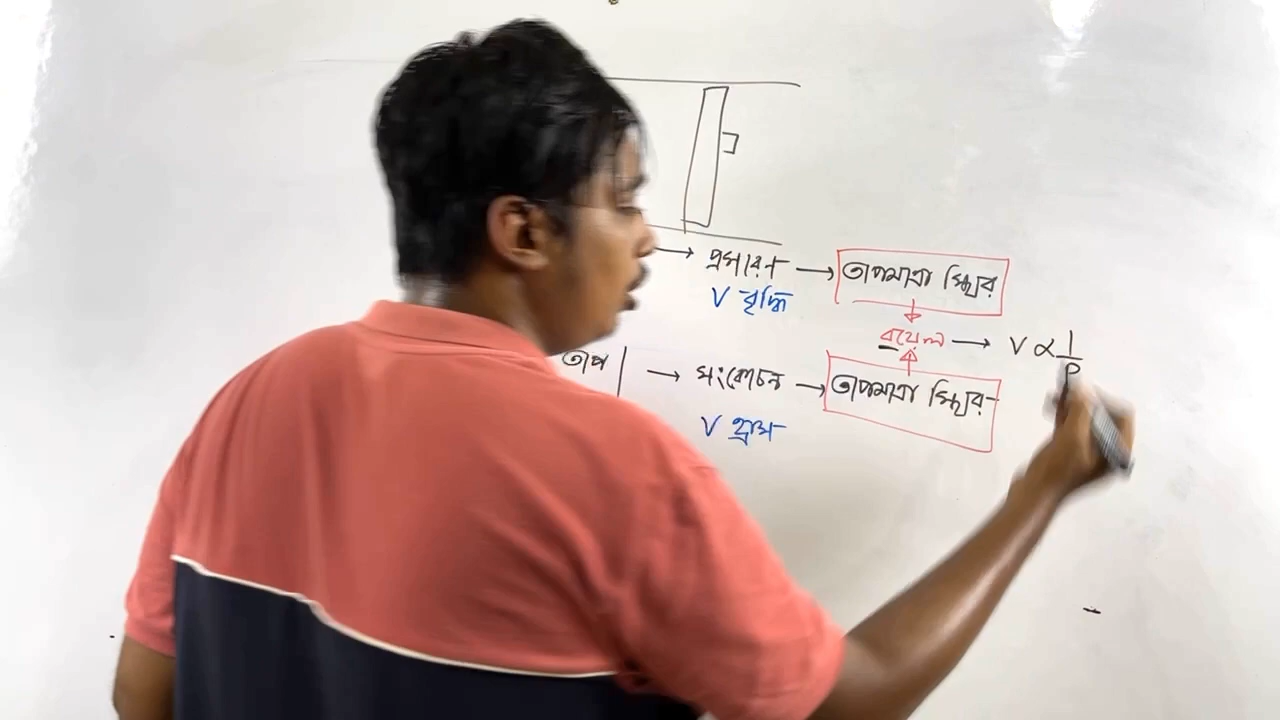 → প্রসারণ → তাপমাত্রা স্থির
V বৃদ্ধি
বয়েল → V ∝ 1/P
তাপ | → সংকোচন → তাপমাত্রা স্থির
V হ্রাস